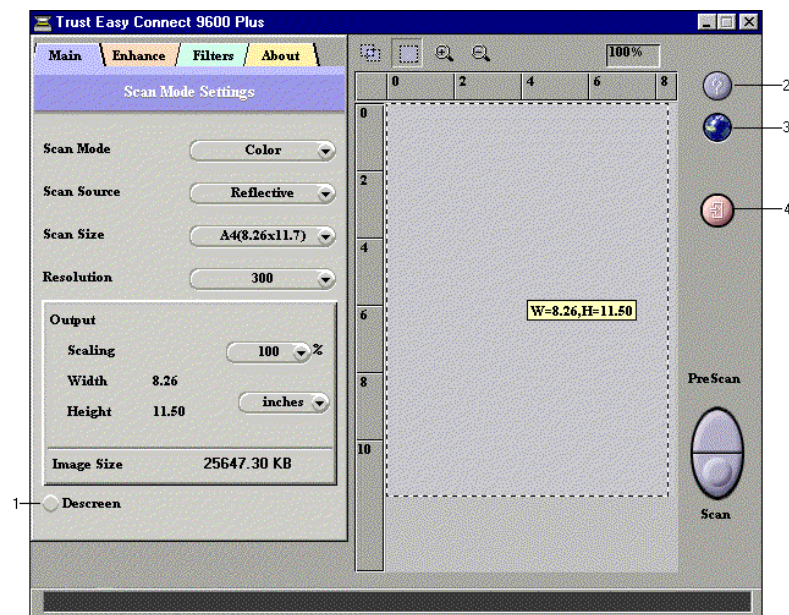 Trust Easy Connect 9600 Plus
Main Enhance Filters About
100%
Scan Mode Settings
0 2 4 6 8
2
3
0
Scan Mode Color
2
Scan Source Reflective
4
Scan Size A4(8.26x11.7)
4
Resolution 300
Output
6
W=8.26,H=11.50
Scaling 100 %
Width 8.26
8
PreScan
Height 11.50
inches
10
Image Size 25647.30 KB
1
Descreen
Scan